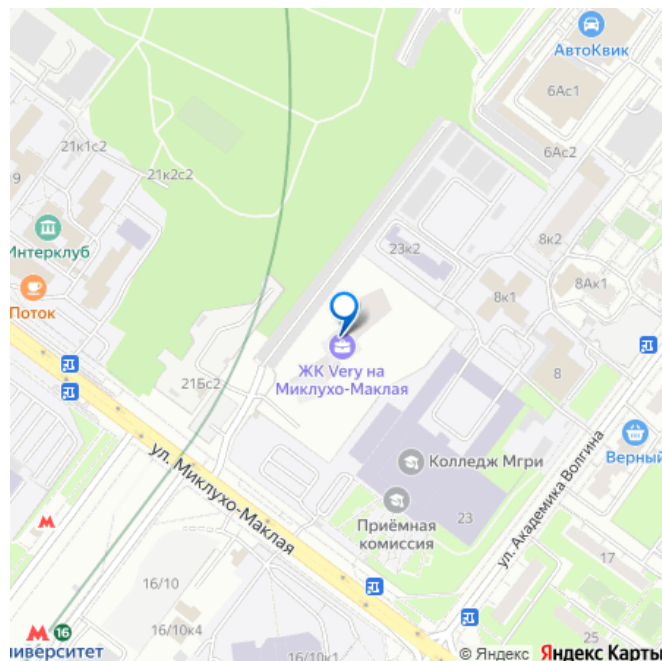 АвтоКвик
6Ас1
21к1с2
6Ас2
21к2с2
9
Интерклуб
8к2
23к2
8Ак1
Поток
8к1
ЖК Very на
Миклухо-Маклая
21Бс2
8
ул. Миклухо-Маклая
Верный
Колледж Мгри
ул. Академика Волгина
23
Приёмная
комиссия
17
16/10
16
16/10к4
25
ниверситет
16/10к1
© Яндекс Яндекс Карты